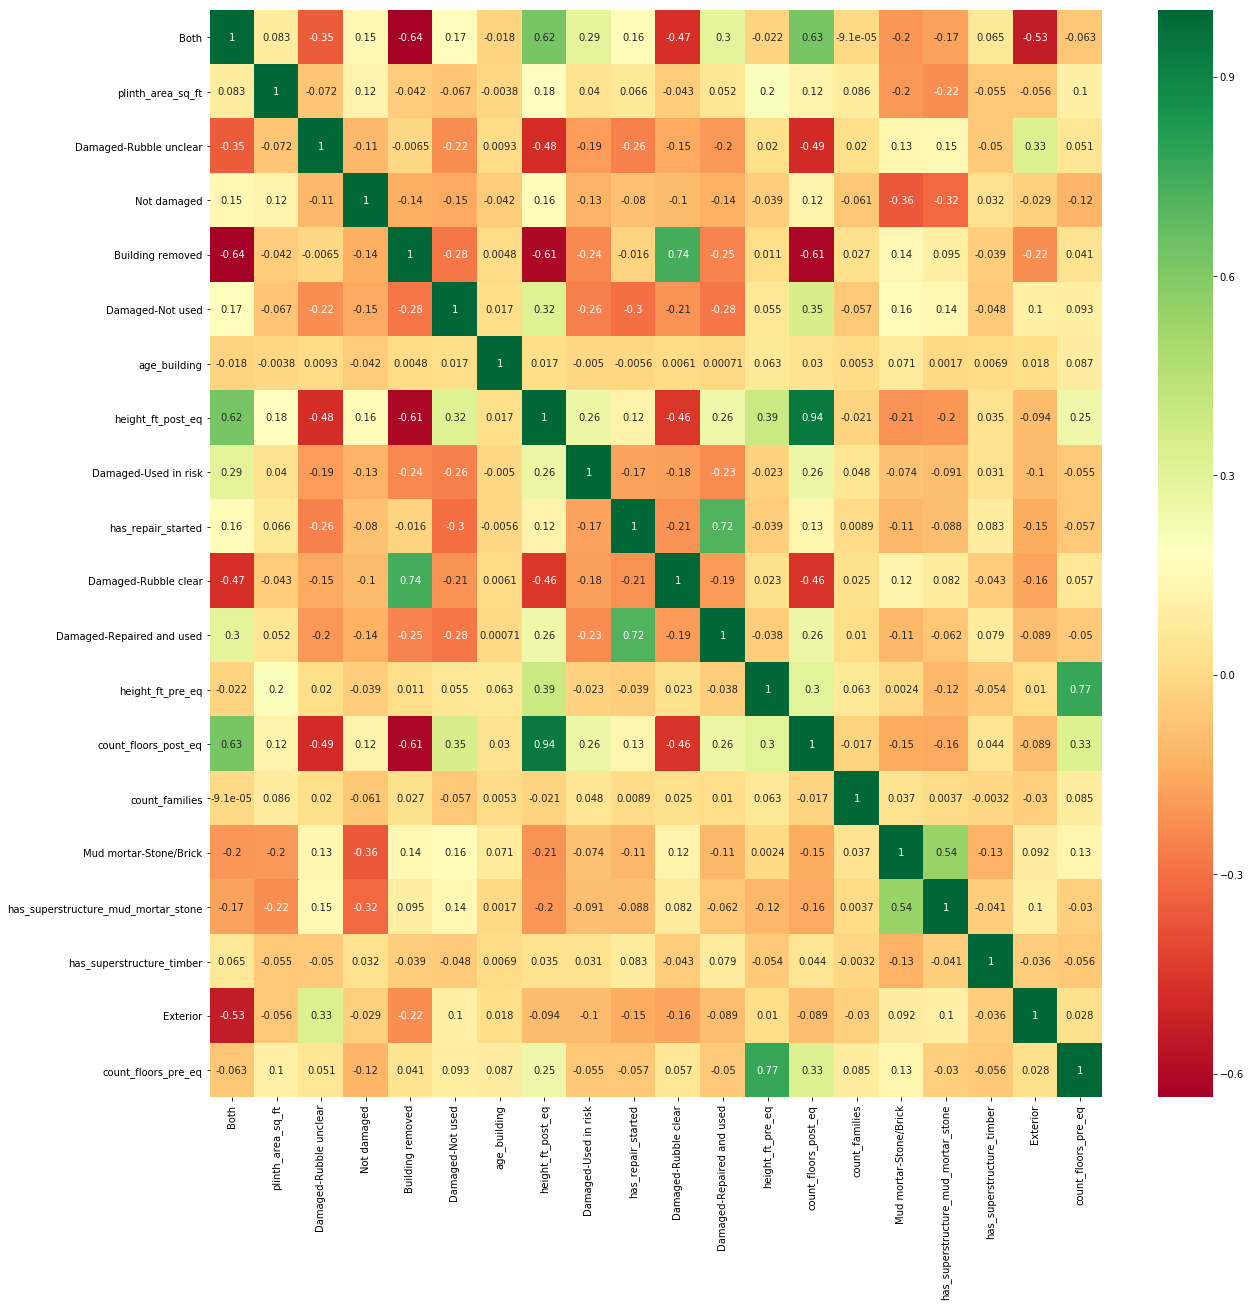 Both 1 0.083 -0.35 0.15 -0.64 0.17 -0.018 0.62 0.29 0.16 -0.47 0.3 -0.022 0.63 -9.1e-05 -0.2 -0.17 0.065 -0.53 -0.063
plinth_area_sq_ft 0.083 1 -0.072 0.12 -0.042 -0.067 -0.0038 0.18 0.04 0.066 -0.043 0.052 0.2 0.12 0.086 -0.2 -0.22 -0.055 -0.056 0.1
Damaged-Rubble unclear -0.35 -0.072 1 -0.11 -0.0065 -0.22 0.0093 -0.48 -0.19 -0.26 -0.15 -0.2 0.02 -0.49 0.02 0.13 0.15 -0.05 0.33 0.051
Not damaged 0.15 0.12 -0.11 1 -0.14 -0.15 -0.042 0.16 -0.13 -0.08 -0.1 -0.14 -0.039 0.12 -0.061 -0.36 -0.32 0.032 -0.029 -0.12
Building removed -0.64 -0.042 -0.0065 -0.14 1 -0.28 0.0048 -0.61 -0.24 -0.016 0.74 -0.25 0.011 -0.61 0.027 0.14 0.095 -0.039 -0.22 0.041
Damaged-Not used 0.17 -0.067 -0.22 -0.15 -0.28 1 0.017 0.32 -0.26 -0.3 -0.21 -0.28 0.055 0.35 -0.057 0.16 0.14 -0.048 0.1 0.093
age_building -0.018 -0.0038 0.0093 -0.042 0.0048 0.017 1 0.017 -0.005 -0.0056 0.0061 0.00071 0.063 0.03 0.0053 0.071 0.0017 0.0069 0.018 0.087
height_ft_post_eq 0.62 0.18 -0.48 0.16 -0.61 0.32 0.017 1 0.26 0.12 -0.46 0.26 0.39 0.94 -0.021 -0.21 -0.2 0.035 -0.094 0.25
Damaged-Used in risk 0.29 0.04 -0.19 -0.13 -0.24 -0.26 -0.005 0.26 1 -0.17 -0.18 -0.23 -0.023 0.26 0.048 -0.074 -0.091 0.031 -0.1 -0.055
has_repair_started 0.16 0.066 -0.26 -0.08 -0.016 -0.3 -0.0056 0.12 -0.17 1 -0.21 0.72 -0.039 0.13 0.0089 -0.11 -0.088 0.083 -0.15 -0.057
Damaged-Rubble clear -0.47 -0.043 -0.15 -0.1 0.74 -0.21 0.0061 -0.46 -0.18 -0.21 1 -0.19 0.023 -0.46 0.025 0.12 0.082 -0.043 -0.16 0.057
Damaged-Repaired and used 0.3 0.052 -0.2 -0.14 -0.25 -0.28 0.00071 0.26 -0.23 0.72 -0.19 1 -0.038 0.26 0.01 -0.11 -0.062 0.079 -0.089 -0.05
height_ft_pre_eq -0.022 0.2 0.02 -0.039 0.011 0.055 0.063 0.39 -0.023 -0.039 0.023 -0.038 1 0.3 0.063 0.0024 -0.12 -0.054 0.01 0.77
count_floors_post_eq 0.63 0.12 -0.49 0.12 -0.61 0.35 0.03 0.94 0.26 0.13 -0.46 0.26 0.3 1 -0.017 -0.15 -0.16 0.044 -0.089 0.33
count_families -9.1e-05 0.086 0.02 -0.061 0.027 -0.057 0.0053 -0.021 0.048 0.0089 0.025 0.01 0.063 -0.017 1 0.037 0.0037 -0.0032 -0.03 0.085
Mud mortar-Stone/Brick -0.2 -0.2 0.13 -0.36 0.14 0.16 0.071 -0.21 -0.074 -0.11 0.12 -0.11 0.0024 -0.15 0.037 1 0.54 -0.13 0.092 0.13
has_superstructure_mud_mortar_stone -0.17 -0.22 0.15 -0.32 0.095 0.14 0.0017 -0.2 -0.091 -0.088 0.082 -0.062 -0.12 -0.16 0.0037 0.54 1 -0.041 0.1 -0.03
has_superstructure_timber 0.065 -0.055 -0.05 0.032 -0.039 -0.048 0.0069 0.035 0.031 0.083 -0.043 0.079 -0.054 0.044 -0.0032 -0.13 -0.041 1 -0.036 -0.056
Exterior -0.53 -0.056 0.33 -0.029 -0.22 0.1 0.018 -0.094 -0.1 -0.15 -0.16 -0.089 0.01 -0.089 -0.03 0.092 0.1 -0.036 1 0.028
count_floors_pre_eq -0.063 0.1 0.051 -0.12 0.041 0.093 0.087 0.25 -0.055 -0.057 0.057 -0.05 0.77 0.33 0.085 0.13 -0.03 -0.056 0.028 1
Both
plinth_area_sq_ft
Damaged-Rubble unclear
Not damaged
Building removed
Damaged-Not used
age_building
height_ft_post_eq
Damaged-Used in risk
has_repair_started
Damaged-Rubble clear
Damaged-Repaired and used
height_ft_pre_eq
count_floors_post_eq
count_families
Mud mortar-Stone/Brick
has_superstructure_mud_mortar_stone
has_superstructure_timber
Exterior
count_floors_pre_eq
0.9
0.6
0.3
0.0
−0.3
−0.6